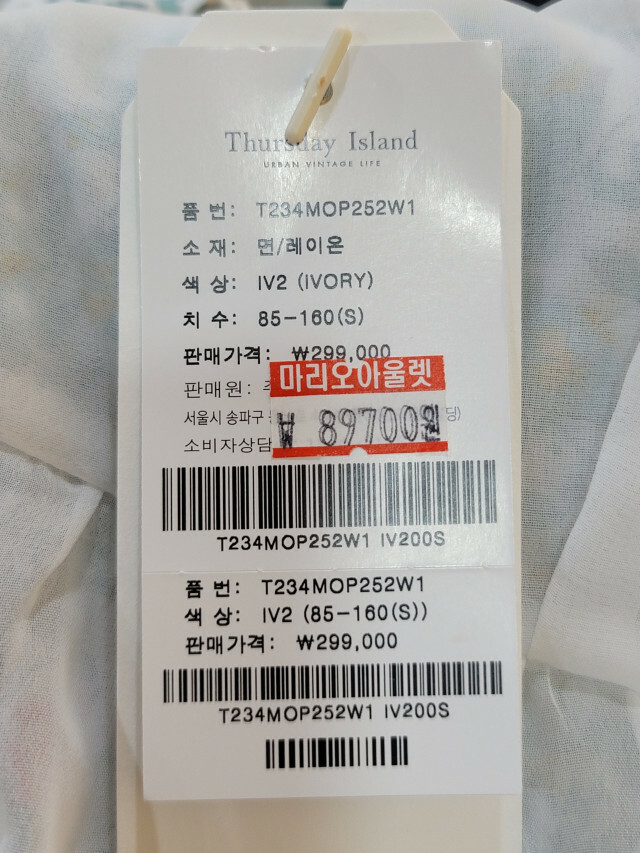 Thursday Island
URBAN VINTAGE LIFE
품 번: T234MOP252W1
소 재: 면/레이온
색 상: IV2 (IVORY)
치 수: 85-160(S)
판매가격: ₩299,000
판매원:
마리오아울렛
서울시 송파구
₩ 89700원
소비자상담
T234MOP252W1 IV200S
품 번: T234MOP252W1
색 상: IV2 (85-160(S))
판매가격: ₩299,000
T234MOP252W1 IV200S